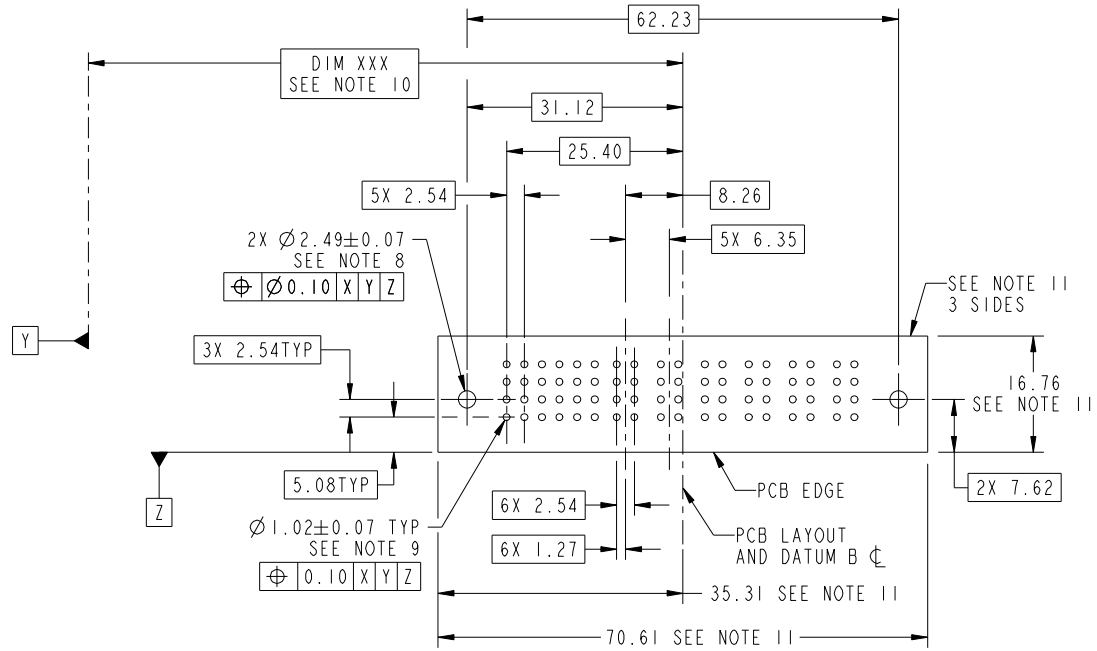 62.23
DIM XXX
SEE NOTE 10
31.12
25.40
5X 2.54
8.26
2X Ø2.49±0.07
SEE NOTE 8
5X 6.35
⌖ Ø0.10 X Y Z
SEE NOTE 11
3 SIDES
Y
3X 2.54TYP
16.76
SEE NOTE 11
5.08TYP
Z
6X 2.54
PCB EDGE
2X 7.62
Ø1.02±0.07 TYP
SEE NOTE 9
6X 1.27
PCB LAYOUT
AND DATUM B ℄
⌖ 0.10 X Y Z
35.31 SEE NOTE 11
70.61 SEE NOTE 11